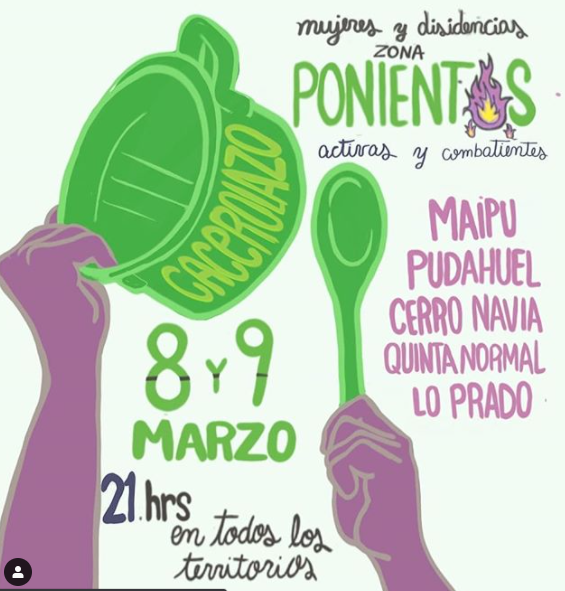 mujeres y disidencias
ZONA
PONIENTS
activas y combatientes
CACEROLAZO
MAIPU
PUDAHUEL
CERRO NAVIA
QUINTA NORMAL
LO PRADO
8 Y 9
MARZO
21.hrs
en todos los
territorios